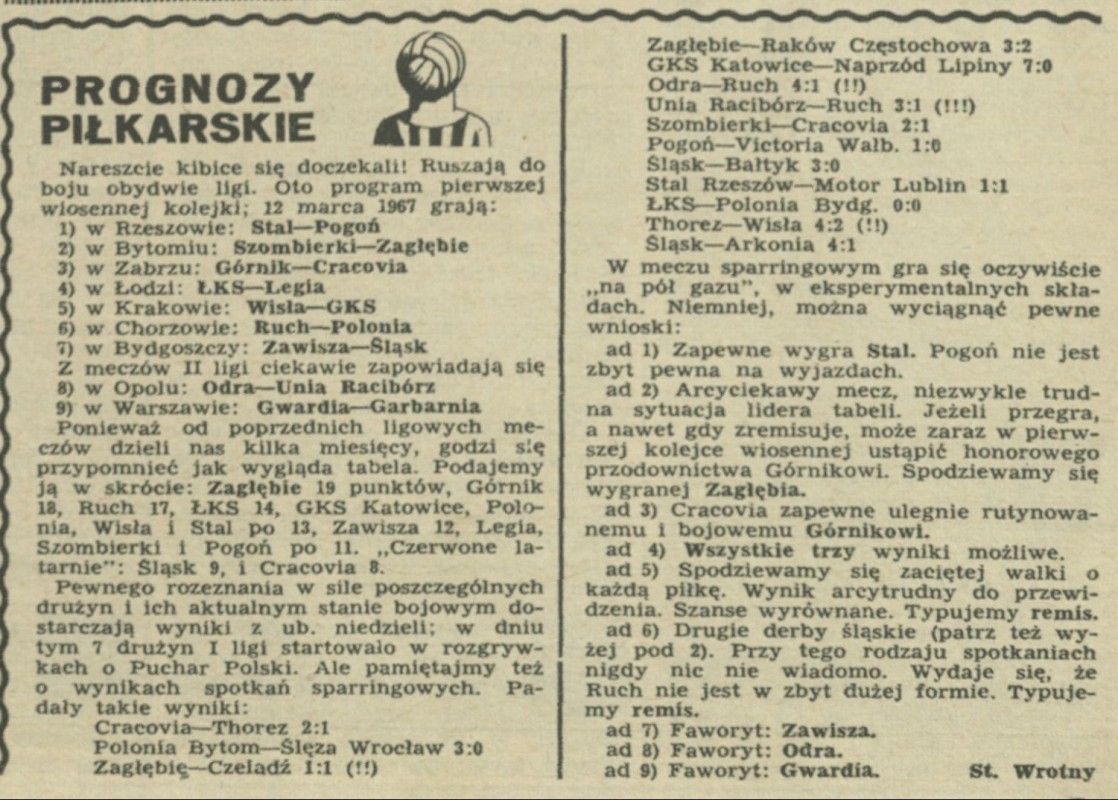 PROGNOZY
PIŁKARSKIE
Nareszcie kibice się doczekali! Ruszają do
boju obydwie ligi. Oto program pierwszej
wiosennej kolejki; 12 marca 1967 grają:
1) w Rzeszowie: Stal—Pogoń
2) w Bytomiu: Szombierki—Zagłębie
3) w Zabrzu: Górnik—Cracovia
4) w Łodzi: ŁKS—Legia
5) w Krakowie: Wisła—GKS
6) w Chorzowie: Ruch—Polonia
7) w Bydgoszczy: Zawisza—Śląsk
Z meczów II ligi ciekawie zapowiadają się
8) w Opolu: Odra—Unia Racibórz
9) w Warszawie: Gwardia—Garbarnia
Ponieważ od poprzednich ligowych me-
czów dzieli nas kilka miesięcy, godzi się
przypomnieć jak wygląda tabela. Podajemy
ją w skrócie: Zagłębie 19 punktów, Górnik
18, Ruch 17, ŁKS 14, GKS Katowice, Polo-
nia, Wisła i Stal po 13, Zawisza 12, Legia,
Szombierki i Pogoń po 11. „Czerwone la-
tarnie”: Śląsk 9, i Cracovia 8.
Pewnego rozeznania w sile poszczególnych
drużyn i ich aktualnym stanie bojowym do-
starczają wyniki z ub. niedzieli; w dniu
tym 7 drużyn I ligi startowało w rozgryw-
kach o Puchar Polski. Ale pamiętajmy też
o wynikach spotkań sparringowych. Pa-
dały takie wyniki:
Cracovia—Thorez 2:1
Polonia Bytom—Ślęza Wrocław 3:0
Zagłębie—Czeladź 1:1 (!!)
Zagłębie—Raków Częstochowa 3:2
GKS Katowice—Naprzód Lipiny 7:0
Odra—Ruch 4:1 (!!)
Unia Racibórz—Ruch 3:1 (!!!)
Szombierki—Cracovia 2:1
Pogoń—Victoria Wałb. 1:0
Śląsk—Bałtyk 3:0
Stal Rzeszów—Motor Lublin 1:1
ŁKS—Polonia Bydg. 0:0
Thorez—Wisła 4:2 (!!)
Śląsk—Arkonia 4:1
W meczu sparringowym gra się oczywiście
„na pół gazu”, w eksperymentalnych skła-
dach. Niemniej, można wyciągnąć pewne
wnioski:
ad 1) Zapewne wygra Stal. Pogoń nie jest
zbyt pewna na wyjazdach.
ad 2) Arcyciekawy mecz, niezwykle trud-
na sytuacja lidera tabeli. Jeżeli przegra,
a nawet gdy zremisuje, może zaraz w pierw-
szej kolejce wiosennej ustąpić honorowego
przodownictwa Górnikowi. Spodziewamy się
wygranej Zagłębia.
ad 3) Cracovia zapewne ulegnie rutynowa-
nemu i bojowemu Górnikowi.
ad 4) Wszystkie trzy wyniki możliwe.
ad 5) Spodziewamy się zaciętej walki o
każdą piłkę. Wynik arcytrudny do przewi-
dzenia. Szanse wyrównane. Typujemy remis.
ad 6) Drugie derby śląskie (patrz też wy-
żej pod 2). Przy tego rodzaju spotkaniach
nigdy nic nie wiadomo. Wydaje się, że
Ruch nie jest w zbyt dużej formie. Typuje-
my remis.
ad 7) Faworyt: Zawisza.
ad 8) Faworyt: Odra.
ad 9) Faworyt: Gwardia. St. Wrotny